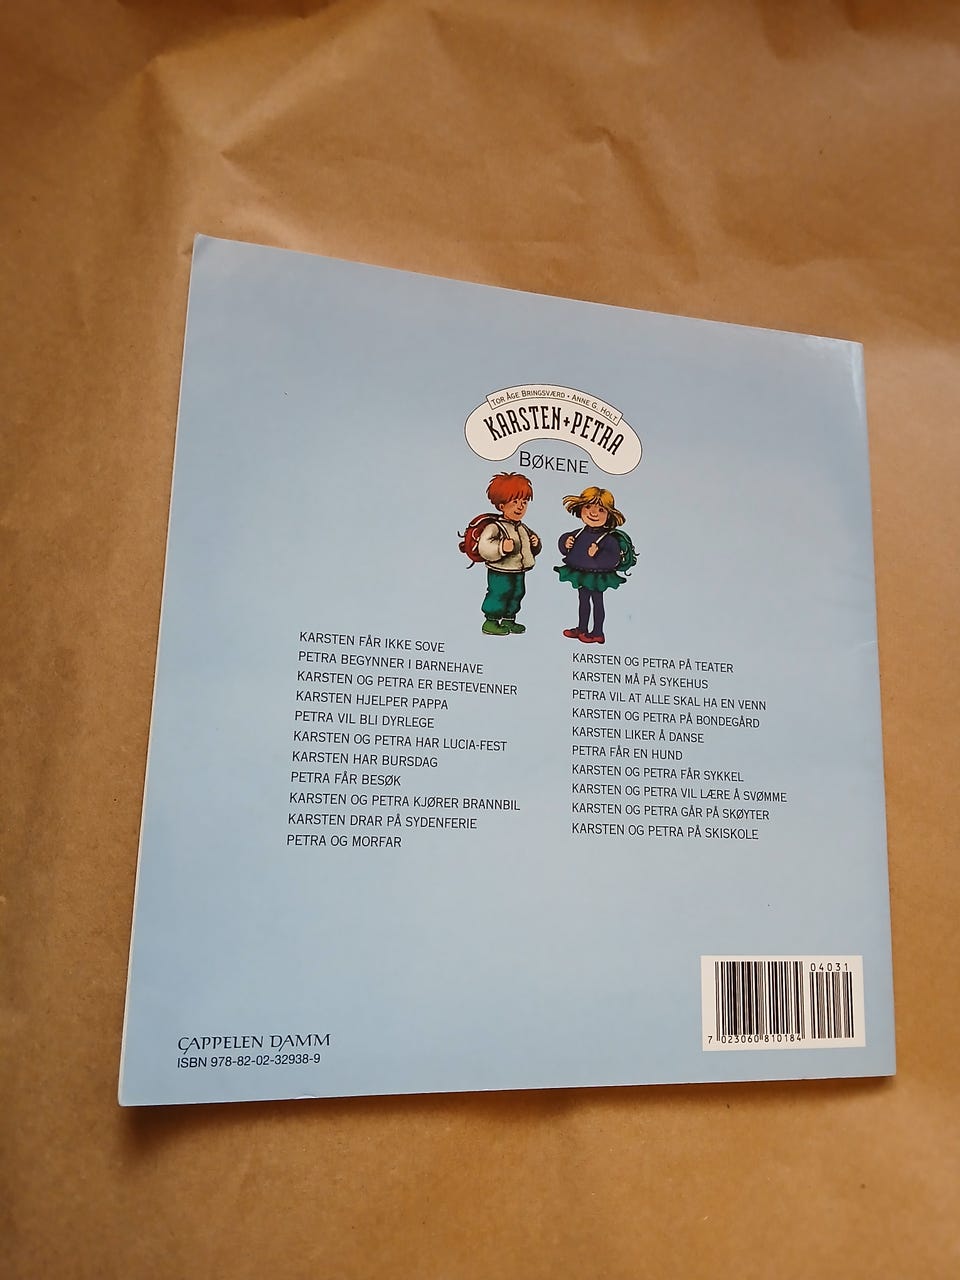 TOR ÅGE BRINGSVÆRD • ANNE G. HOLT
KARSTEN+PETRA
BØKENE
KARSTEN FÅR IKKE SOVE
PETRA BEGYNNER I BARNEHAVE
KARSTEN OG PETRA ER BESTEVENNER
KARSTEN HJELPER PAPPA
PETRA VIL BLI DYRLEGE
KARSTEN OG PETRA HAR LUCIA-FEST
KARSTEN HAR BURSDAG
PETRA FÅR BESØK
KARSTEN OG PETRA KJØRER BRANNBIL
KARSTEN DRAR PÅ SYDENFERIE
PETRA OG MORFAR
KARSTEN OG PETRA PÅ TEATER
KARSTEN MÅ PÅ SYKEHUS
PETRA VIL AT ALLE SKAL HA EN VENN
KARSTEN OG PETRA PÅ BONDEGÅRD
KARSTEN LIKER Å DANSE
PETRA FÅR EN HUND
KARSTEN OG PETRA FÅR SYKKEL
KARSTEN OG PETRA VIL LÆRE Å SVØMME
KARSTEN OG PETRA GÅR PÅ SKØYTER
KARSTEN OG PETRA PÅ SKISKOLE
CAPPELEN DAMM
ISBN 978-82-02-32938-9
04031
7 023060 810184